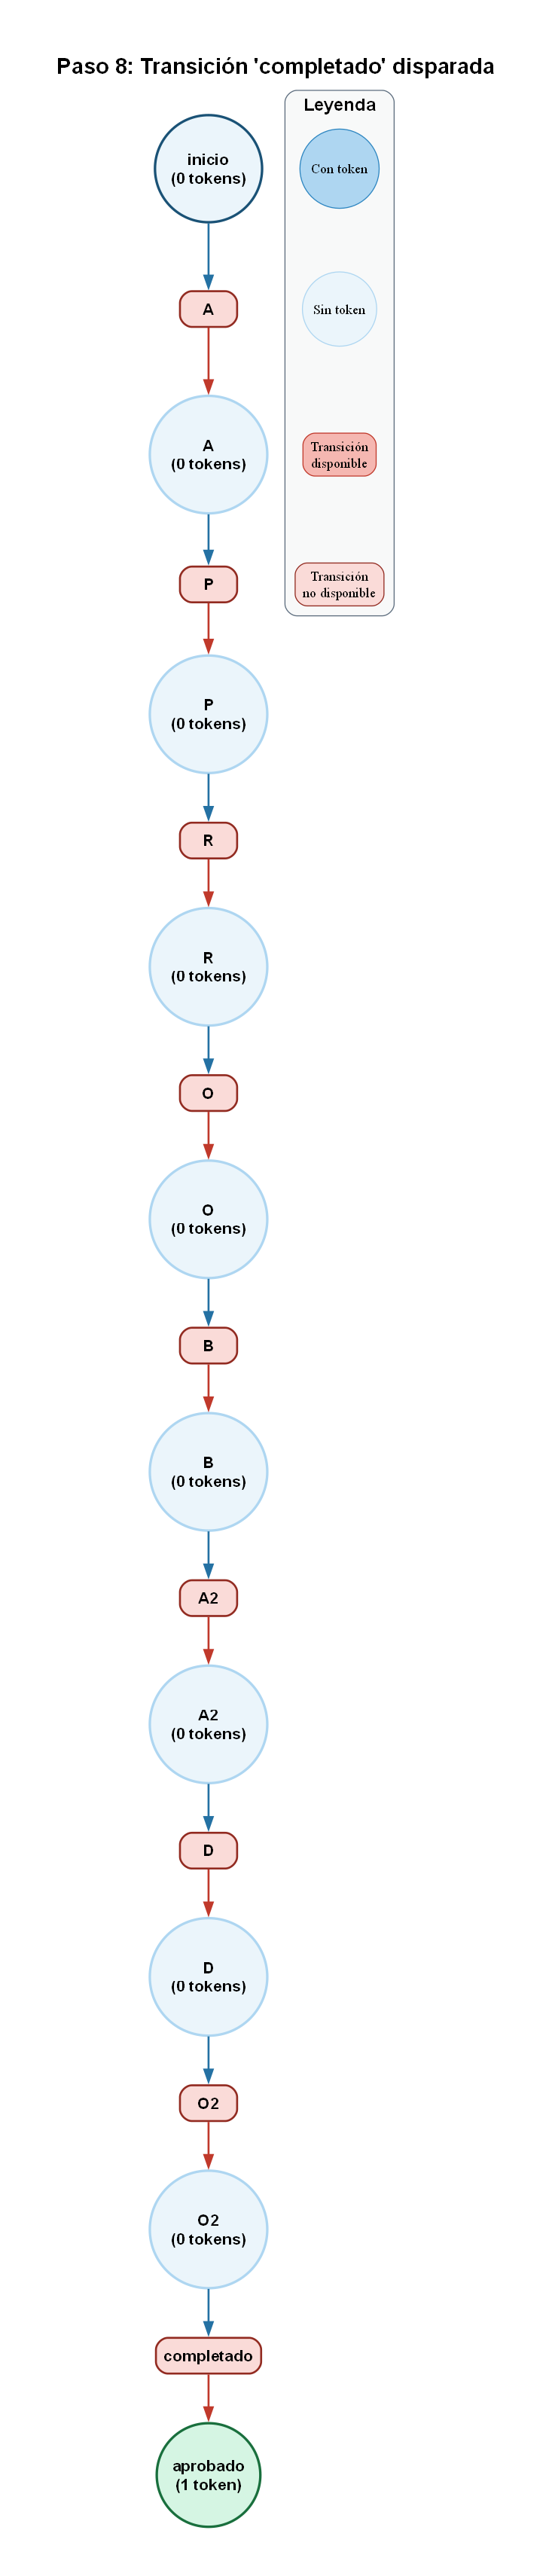 Paso 8: Transición 'completado' disparada
Leyenda
Con token
Sin token
Transición
disponible
Transición
no disponible
inicio
(0 tokens)
A
A
(0 tokens)
P
P
(0 tokens)
R
R
(0 tokens)
O
O
(0 tokens)
B
B
(0 tokens)
A2
A2
(0 tokens)
D
D
(0 tokens)
O2
O2
(0 tokens)
completado
aprobado
(1 token)